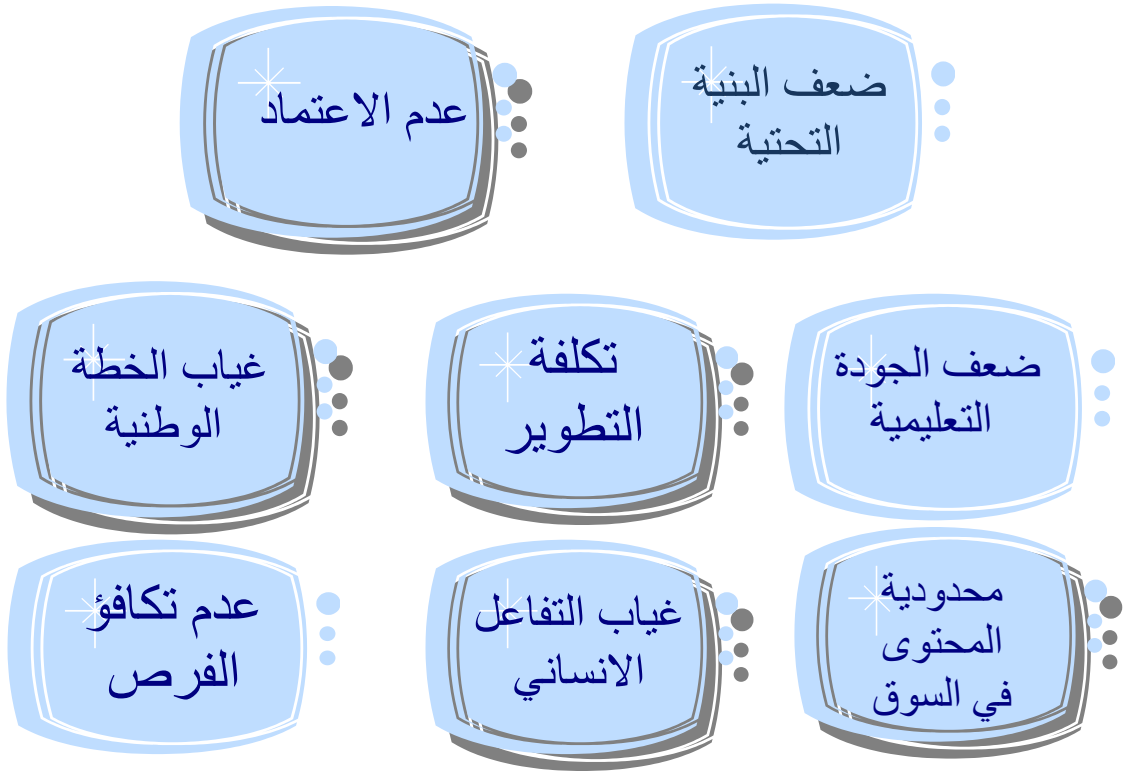 ضعف البنية
التحتية
عدم الاعتماد
ضعف الجودة
التعليمية
تكلفة
التطوير
غياب الخطة
الوطنية
محدودية
المحتوى
في السوق
غياب التفاعل
الانساني
عدم تكافؤ
الفرص